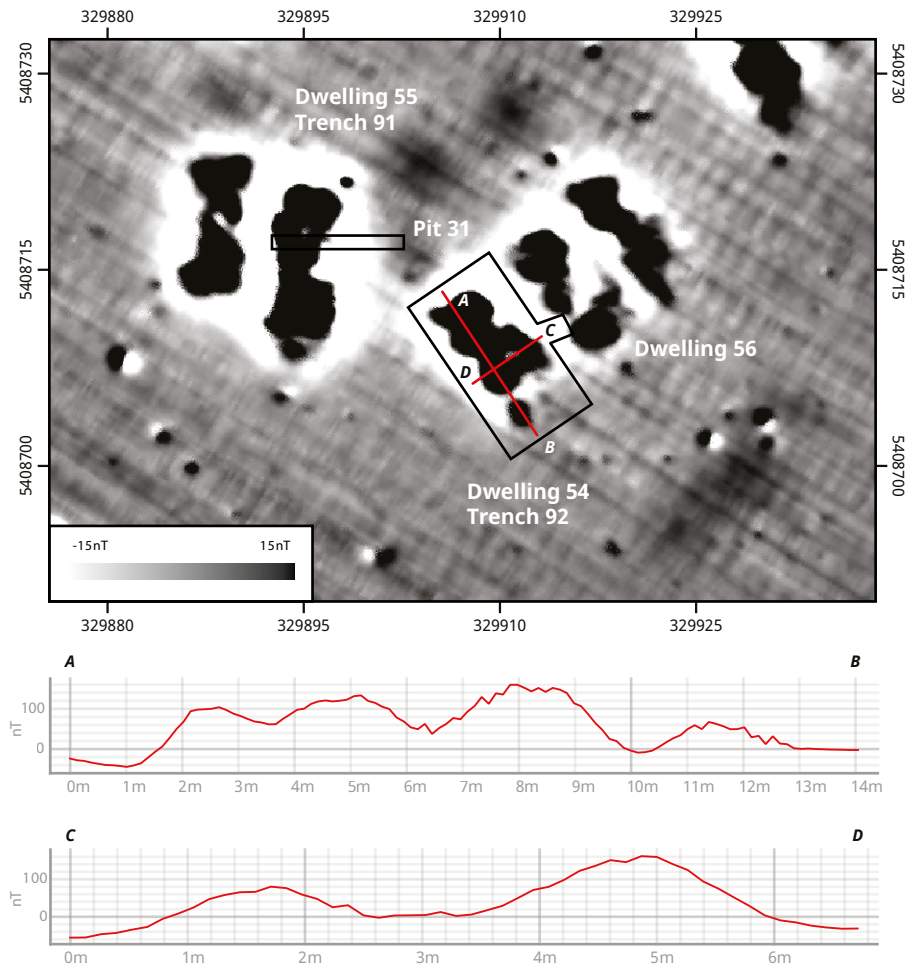 329880 329895 329910 329925
5408730 5408730
Dwelling 55
Trench 91
Pit 31
5408715 5408715
A
C
Dwelling 56
D
B
5408700 5408700
Dwelling 54
Trench 92
-15nT 15nT
329880 329895 329910 329925
A B
100
nT
0
0m 1m 2m 3m 4m 5m 6m 7m 8m 9m 10m 11m 12m 13m 14m
C D
100
nT
0
0m 1m 2m 3m 4m 5m 6m